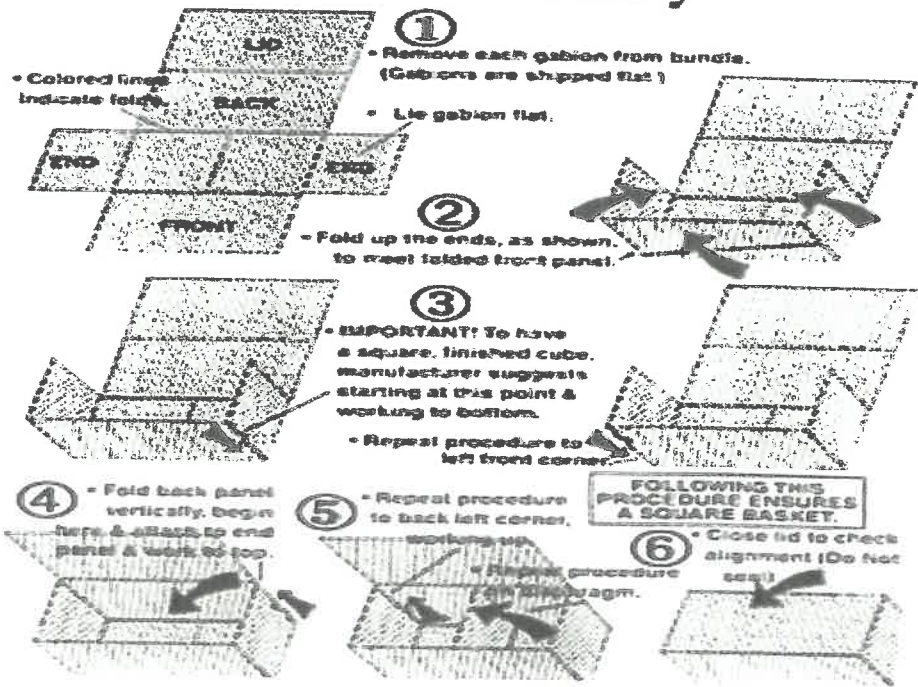 ①
• Remove each gabion from bundle.
(Gabions are shipped flat.)
• Colored lines
indicate folds.
• Lie gabion flat.
LID
BACK
END
END
FRONT
②
• Fold up the ends, as shown,
to meet folded front panel.
③
• IMPORTANT! To have
a square, finished cube,
manufacturer suggests
starting at this point &
working to bottom.
• Repeat procedure to
left front corner.
④
• Fold back panel
vertically, begin
here & attach to end
panel & work to top.
⑤
• Repeat procedure
to back left corner,
working up.
• Repeat procedure
diaphragm.
FOLLOWING THIS
PROCEDURE ENSURES
A SQUARE BASKET.
⑥
• Close lid to check
alignment (Do Not
seal)